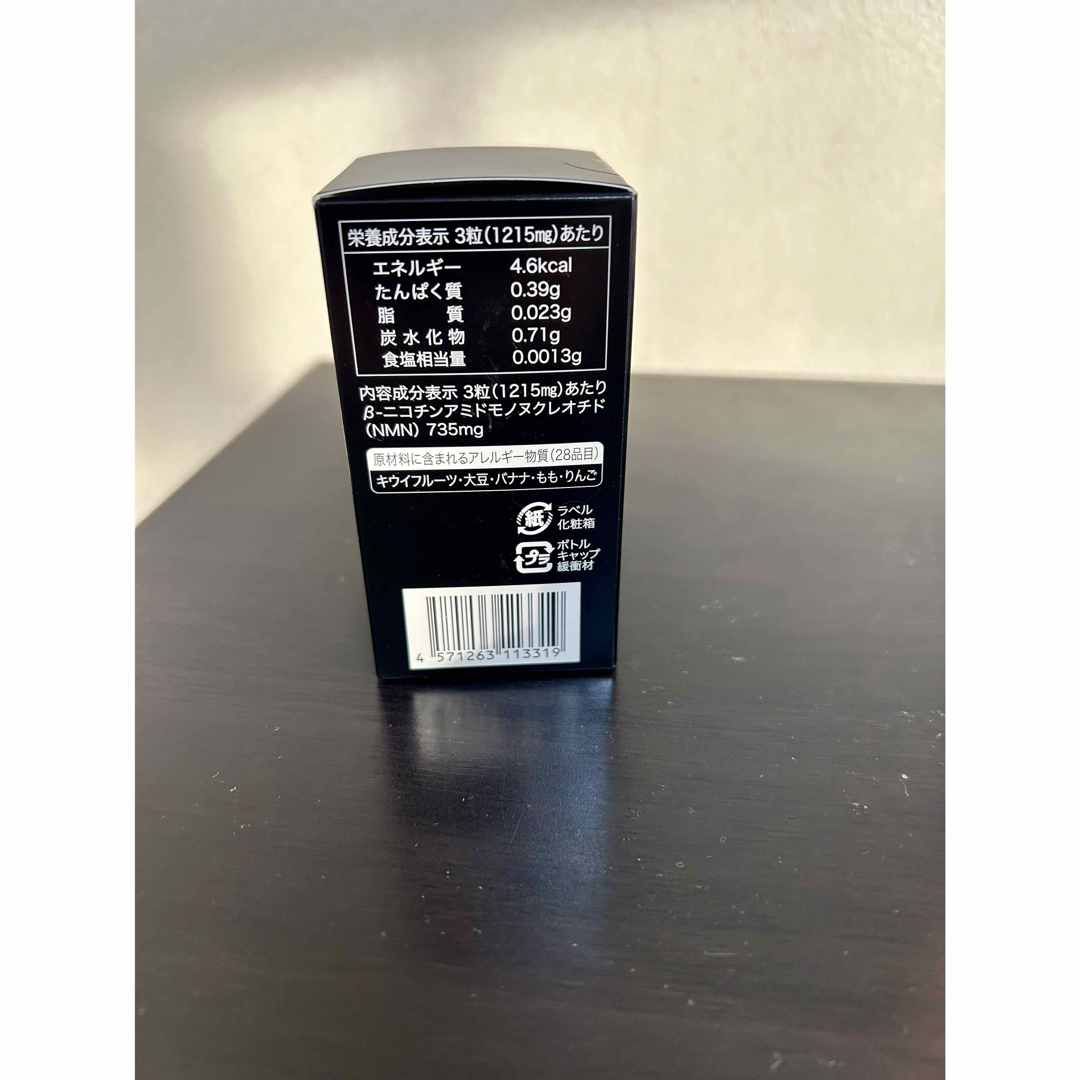 栄養成分表示 3粒(1215㎎)あたり
エネルギー 4.6kcal
たんぱく質 0.39g
脂質 0.023g
炭水化物 0.71g
食塩相当量 0.0013g
内容成分表示 3粒(1215㎎)あたり
β-ニコチンアミドモノヌクレオチド
(NMN) 735mg
原材料に含まれるアレルギー物質(28品目)
キウイフルーツ・大豆・バナナ・もも・りんご
紙 ラベル
化粧箱
プラ ボトル
キャップ
緩衝材
4 571263 113319